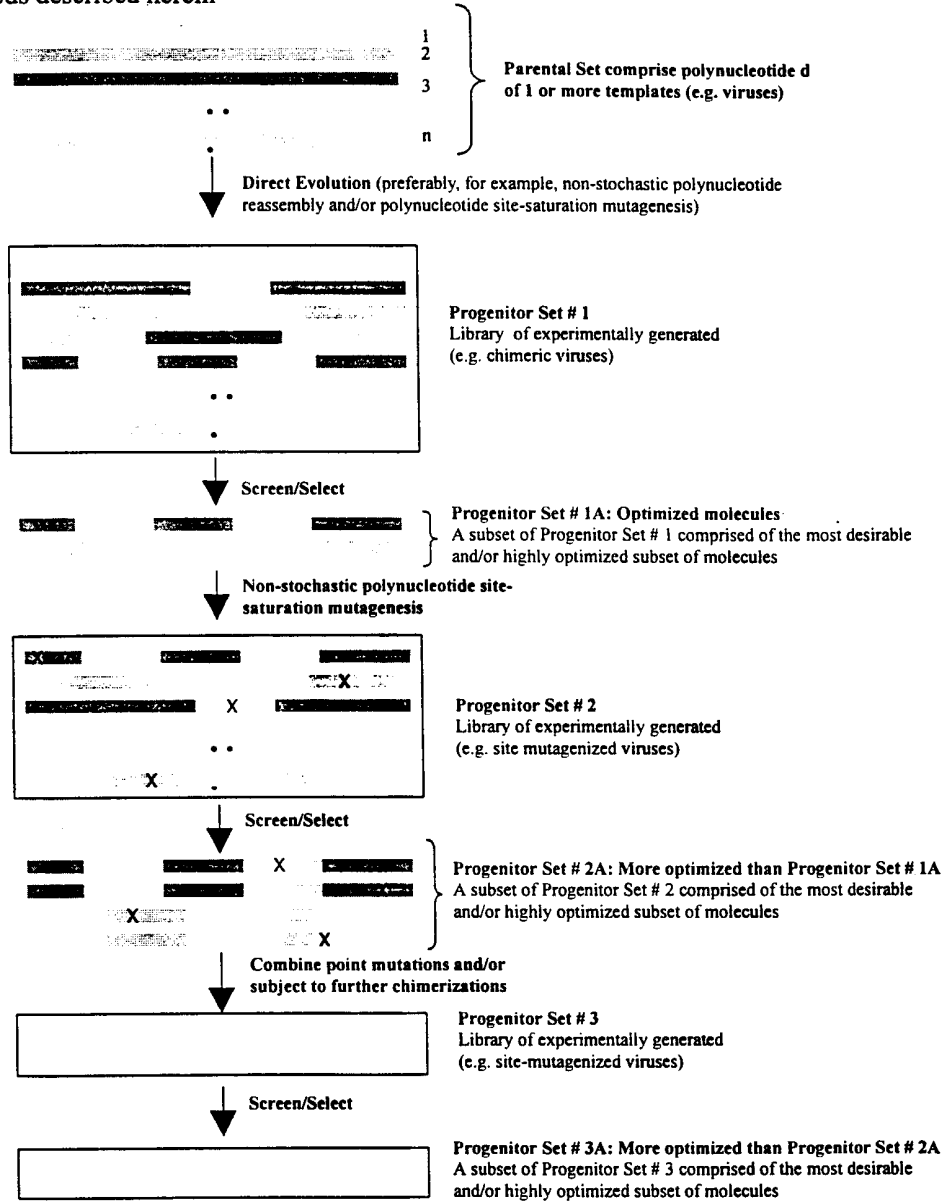 described herein
1
2
3
n
Parental Set comprise polynucleotide d
of 1 or more templates (e.g. viruses)
Direct Evolution (preferably, for example, non-stochastic polynucleotide
reassembly and/or polynucleotide site-saturation mutagenesis)
Progenitor Set # 1
Library of experimentally generated
(e.g. chimeric viruses)
Screen/Select
Progenitor Set # 1A: Optimized molecules
A subset of Progenitor Set # 1 comprised of the most desirable
and/or highly optimized subset of molecules
Non-stochastic polynucleotide site-
saturation mutagenesis
X
X
X
X
Progenitor Set # 2
Library of experimentally generated
(e.g. site mutagenized viruses)
Screen/Select
X
X
X
Progenitor Set # 2A: More optimized than Progenitor Set # 1A
A subset of Progenitor Set # 2 comprised of the most desirable
and/or highly optimized subset of molecules
Combine point mutations and/or
subject to further chimerizations
Progenitor Set # 3
Library of experimentally generated
(e.g. site-mutagenized viruses)
Screen/Select
Progenitor Set # 3A: More optimized than Progenitor Set # 2A
A subset of Progenitor Set # 3 comprised of the most desirable
and/or highly optimized subset of molecules